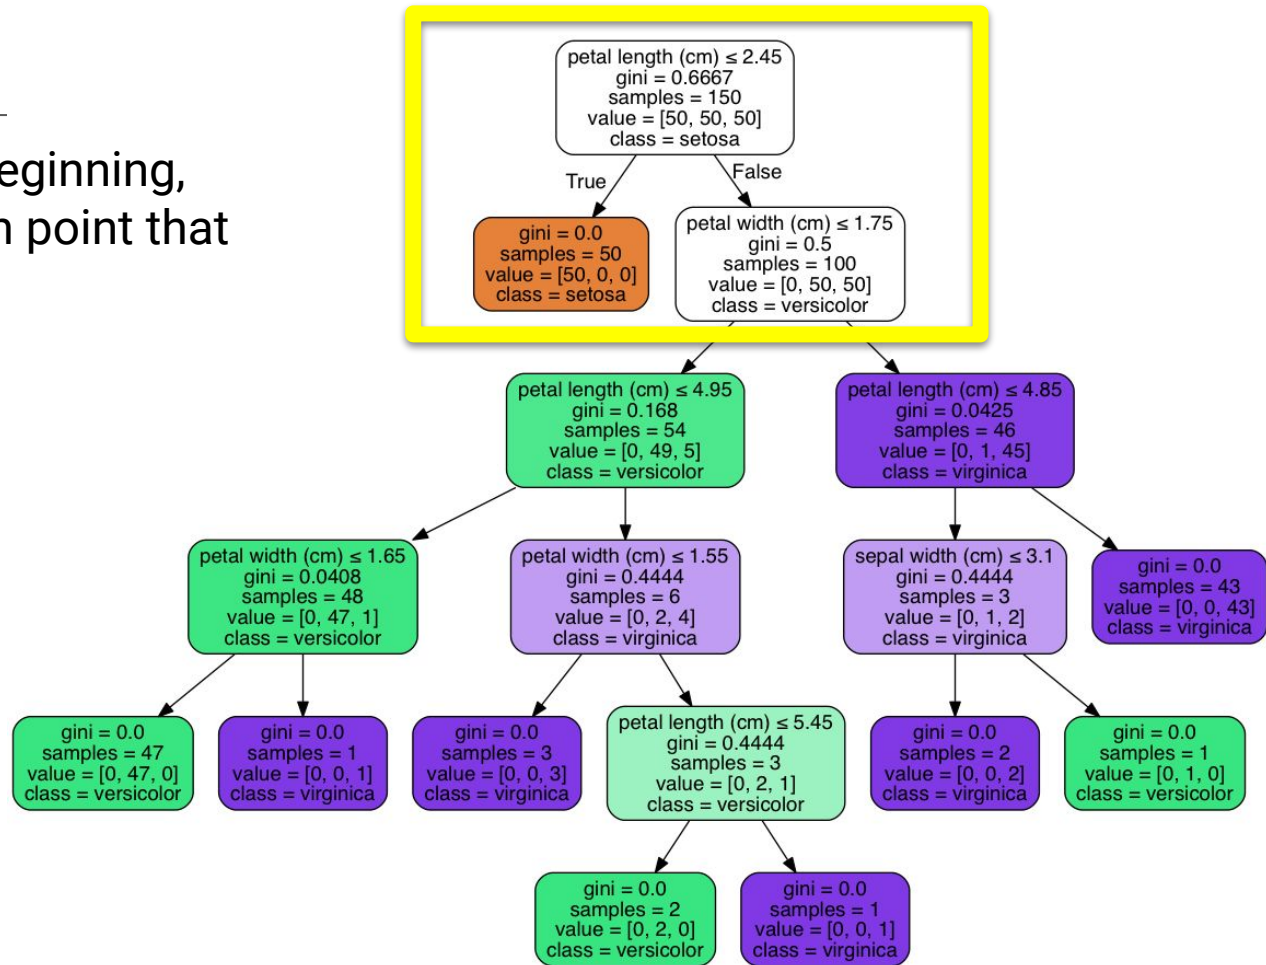 eginning,
n point that
petal length (cm) ≤ 2.45
gini = 0.6667
samples = 150
value = [50, 50, 50]
class = setosa
True
False
gini = 0.0
samples = 50
value = [50, 0, 0]
class = setosa
petal width (cm) ≤ 1.75
gini = 0.5
samples = 100
value = [0, 50, 50]
class = versicolor
petal length (cm) ≤ 4.95
gini = 0.168
samples = 54
value = [0, 49, 5]
class = versicolor
petal length (cm) ≤ 4.85
gini = 0.0425
samples = 46
value = [0, 1, 45]
class = virginica
petal width (cm) ≤ 1.65
gini = 0.0408
samples = 48
value = [0, 47, 1]
class = versicolor
petal width (cm) ≤ 1.55
gini = 0.4444
samples = 6
value = [0, 2, 4]
class = virginica
sepal width (cm) ≤ 3.1
gini = 0.4444
samples = 3
value = [0, 1, 2]
class = virginica
gini = 0.0
samples = 43
value = [0, 0, 43]
class = virginica
gini = 0.0
samples = 47
value = [0, 47, 0]
class = versicolor
gini = 0.0
samples = 1
value = [0, 0, 1]
class = virginica
gini = 0.0
samples = 3
value = [0, 0, 3]
class = virginica
petal length (cm) ≤ 5.45
gini = 0.4444
samples = 3
value = [0, 2, 1]
class = versicolor
gini = 0.0
samples = 2
value = [0, 0, 2]
class = virginica
gini = 0.0
samples = 1
value = [0, 1, 0]
class = versicolor
gini = 0.0
samples = 2
value = [0, 2, 0]
class = versicolor
gini = 0.0
samples = 1
value = [0, 0, 1]
class = virginica